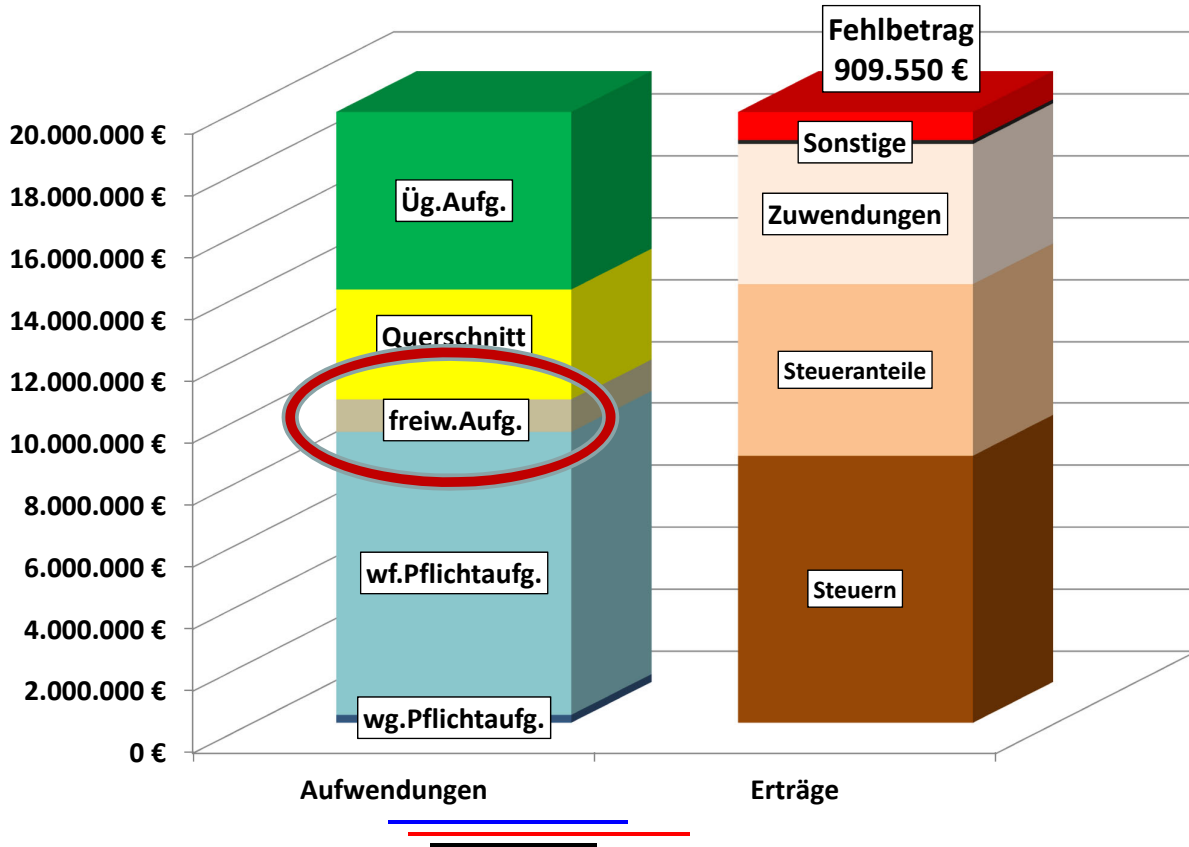 Fehlbetrag
909.550 €
20.000.000 €
18.000.000 €
16.000.000 €
14.000.000 €
12.000.000 €
10.000.000 €
8.000.000 €
6.000.000 €
4.000.000 €
2.000.000 €
0 €
Üg.Aufg.
Querschnitt
freiw.Aufg.
wf.Pflichtaufg.
wg.Pflichtaufg.
Sonstige
Zuwendungen
Steueranteile
Steuern
Aufwendungen
Erträge